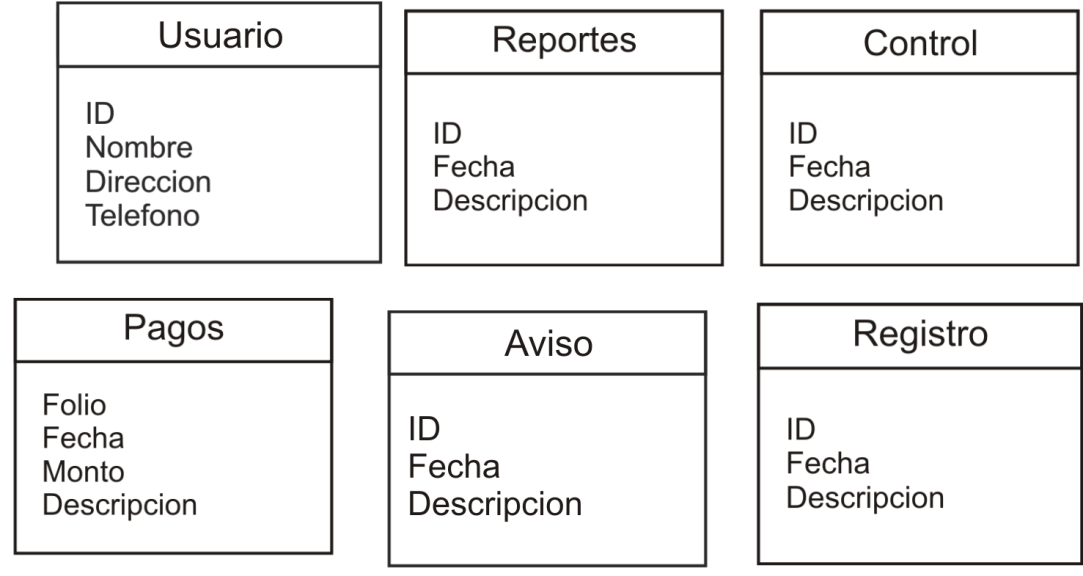 Usuario
ID
Nombre
Direccion
Telefono
Reportes
ID
Fecha
Descripcion
Control
ID
Fecha
Descripcion
Pagos
Folio
Fecha
Monto
Descripcion
Aviso
ID
Fecha
Descripcion
Registro
ID
Fecha
Descripcion